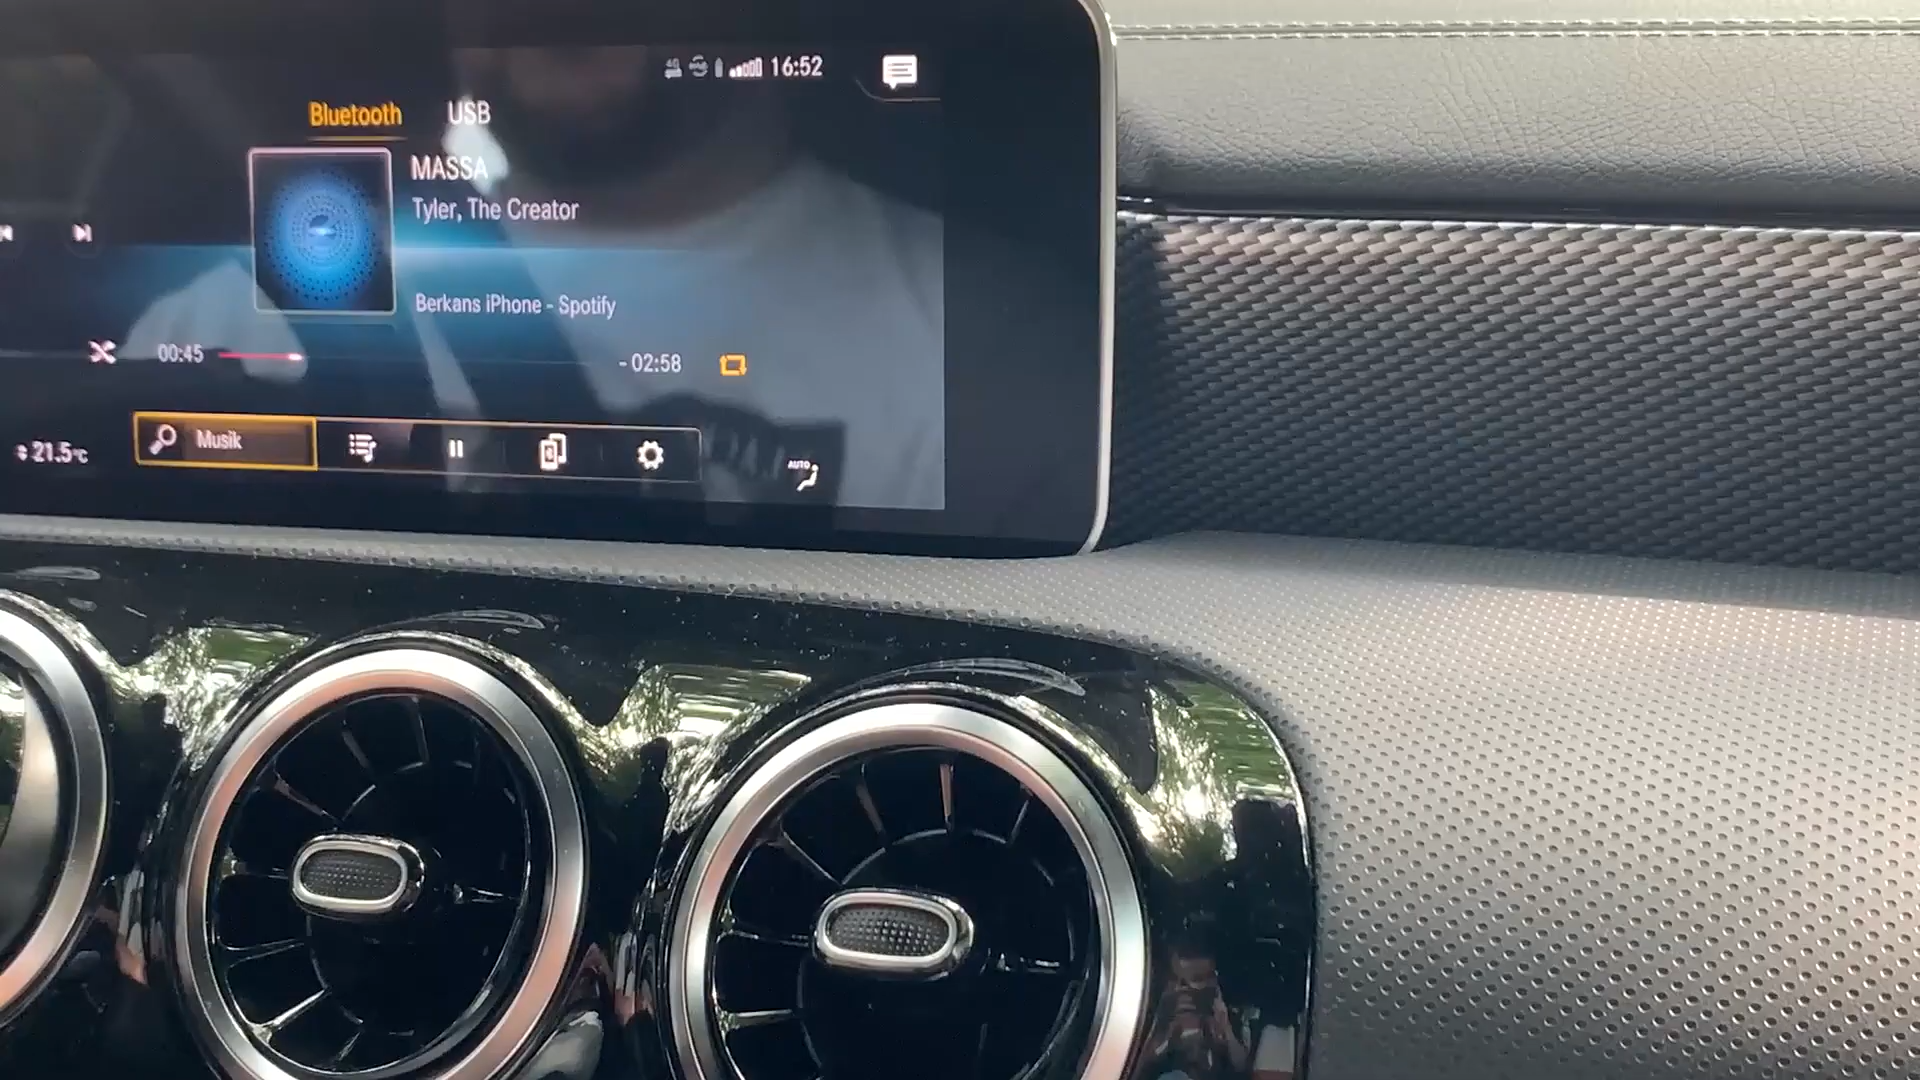 4G 16:52
Bluetooth USB
MASSA
Tyler, The Creator
Berkans iPhone - Spotify
00:45 - 02:58
21.5°C Musik
AUTO